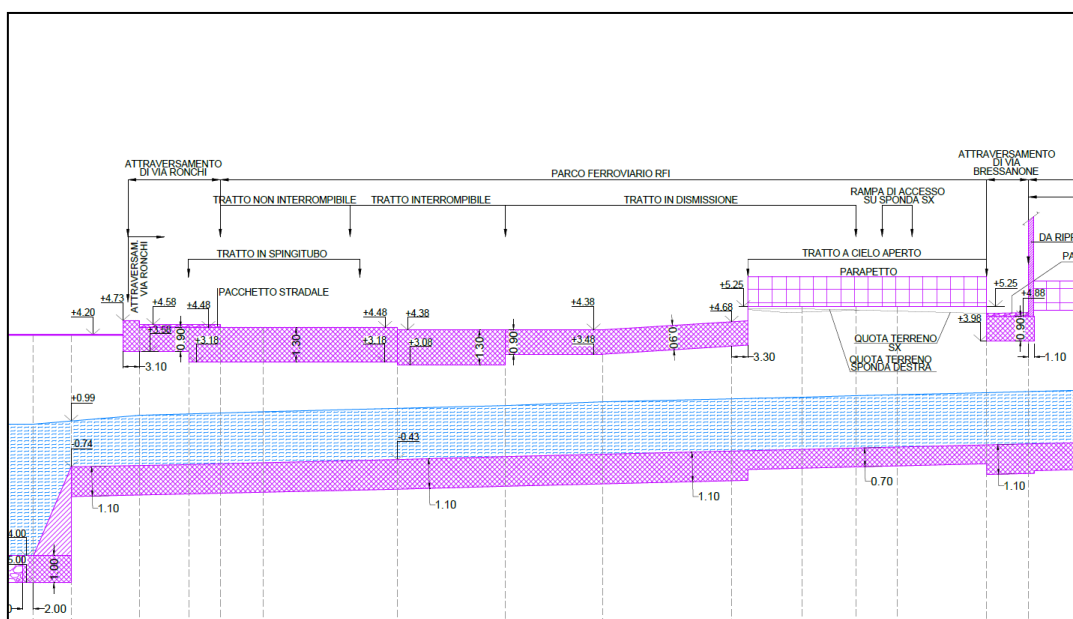 ATTRAVERSAMENTO
DI VIA RONCHI
PARCO FERROVIARIO RFI
ATTRAVERSAMENTO
DI VIA
BRESSANONE
TRATTO NON INTERROMPIBILE
TRATTO INTERROMPIBILE
TRATTO IN DISMISSIONE
RAMPA DI ACCESSO
SU SPONDA SX
ATTRAVERSAM.
VIA RONCHI
TRATTO IN SPINGITUBO
TRATTO A CIELO APERTO
DA RIPR
PARAPETTO
PA
PACCHETTO STRADALE
+5.25
+5.25
+4.88
+4.73
+4.58
+4.48
+4.48
+4.38
+4.38
+4.68
+4.20
+3.98
+3.58
0.90
1.30
1.30
0.90
0.90
0.90
+3.18
+3.18
+3.08
+3.48
QUOTA TERRENO
SX
QUOTA TERRENO
SPONDA DESTRA
3.10
3.30
1.10
+0.99
-0.74
-0.43
1.10
1.10
1.10
0.70
1.10
4.00
5.00
1.00
0
2.00